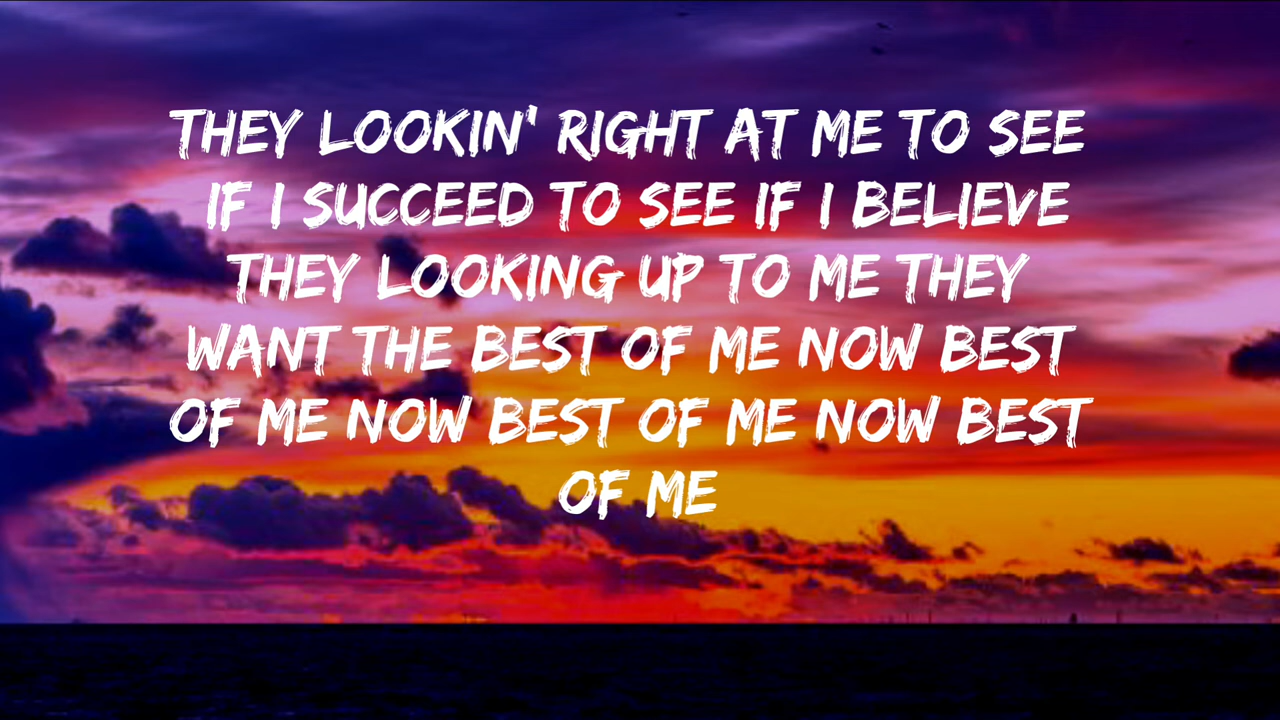 THEY LOOKIN' RIGHT AT ME TO SEE
IF I SUCCEED TO SEE IF I BELIEVE
THEY LOOKING UP TO ME THEY
WANT THE BEST OF ME NOW BEST
OF ME NOW BEST OF ME NOW BEST
OF ME